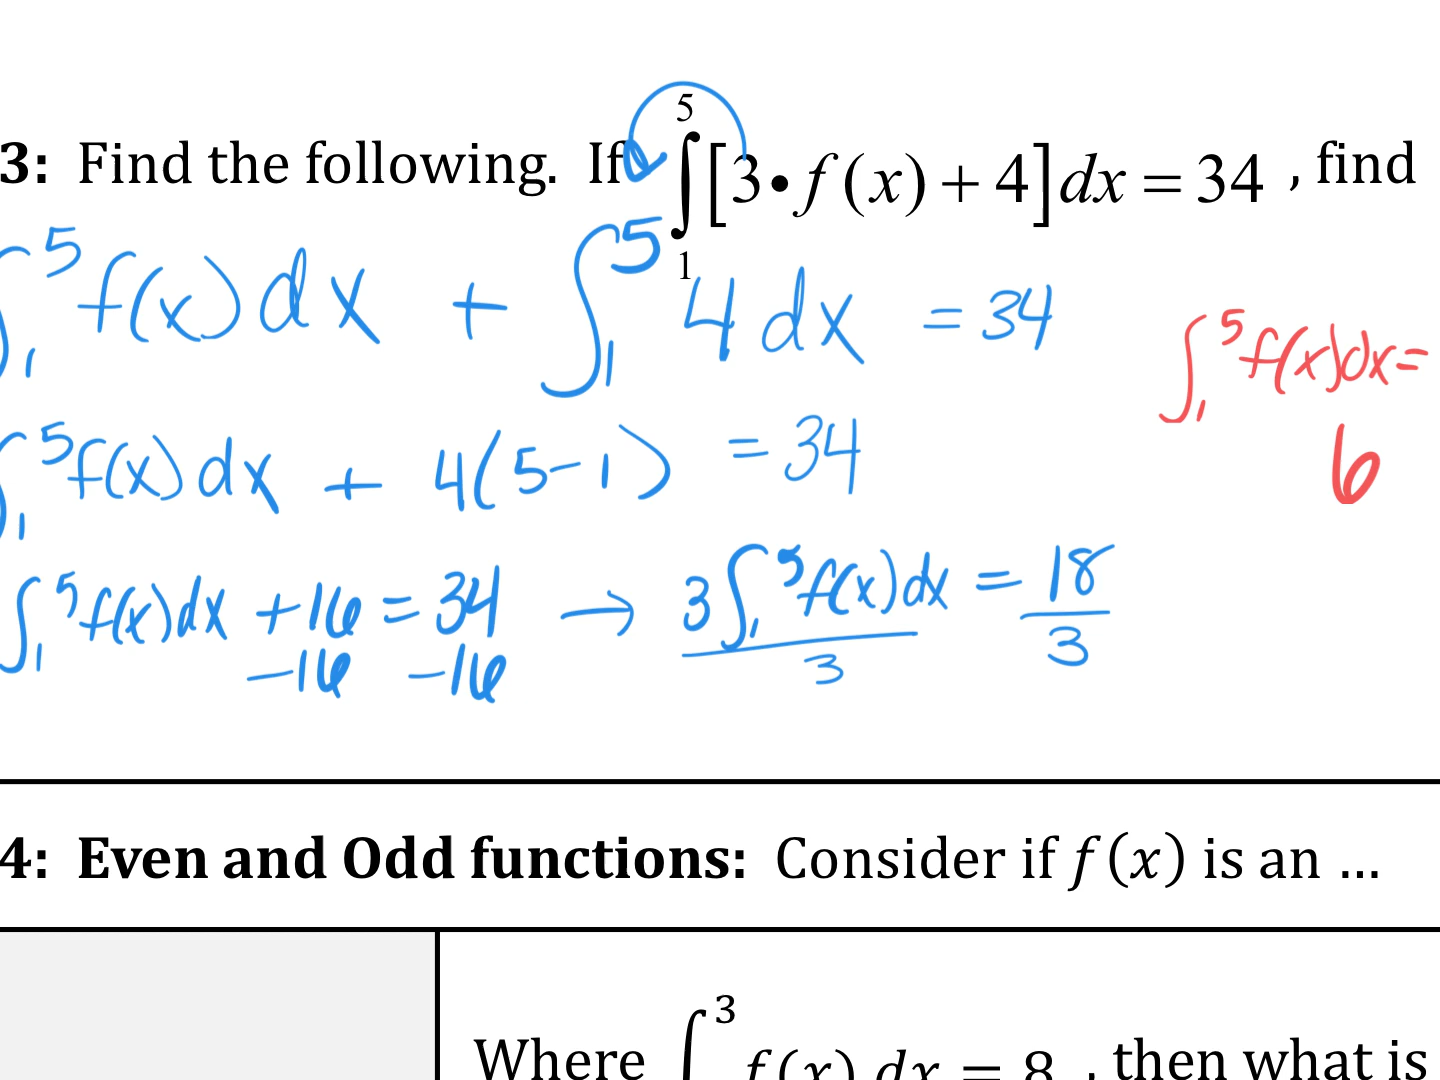 3: Find the following. If ∫₁⁵ [3•f(x)+4]dx = 34 , find
∫₁⁵ f(x)dx + ∫₁⁵ 4dx = 34
∫₁⁵ f(x)dx =
6
∫₁⁵ f(x)dx + 4(5-1) = 34
∫₁⁵ f(x)dx +16 = 34 → 3∫₁⁵ f(x)dx = 18
-16 -16 3 3
4: Even and Odd functions: Consider if f(x) is an ...
Where ∫³ f(x) dx = 8 , then what is